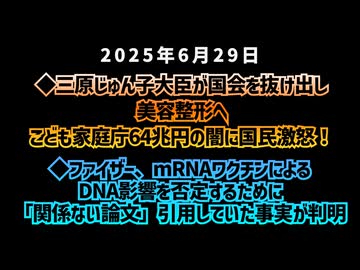 2025年6月29日
◆三原じゅん子大臣が国会を抜け出し
美容整形へ
こども家庭庁64兆円の闇に国民激怒！
◆ファイザー、mRNAワクチンによる
DNA影響を否定するために
「関係ない論文」引用していた事実が判明